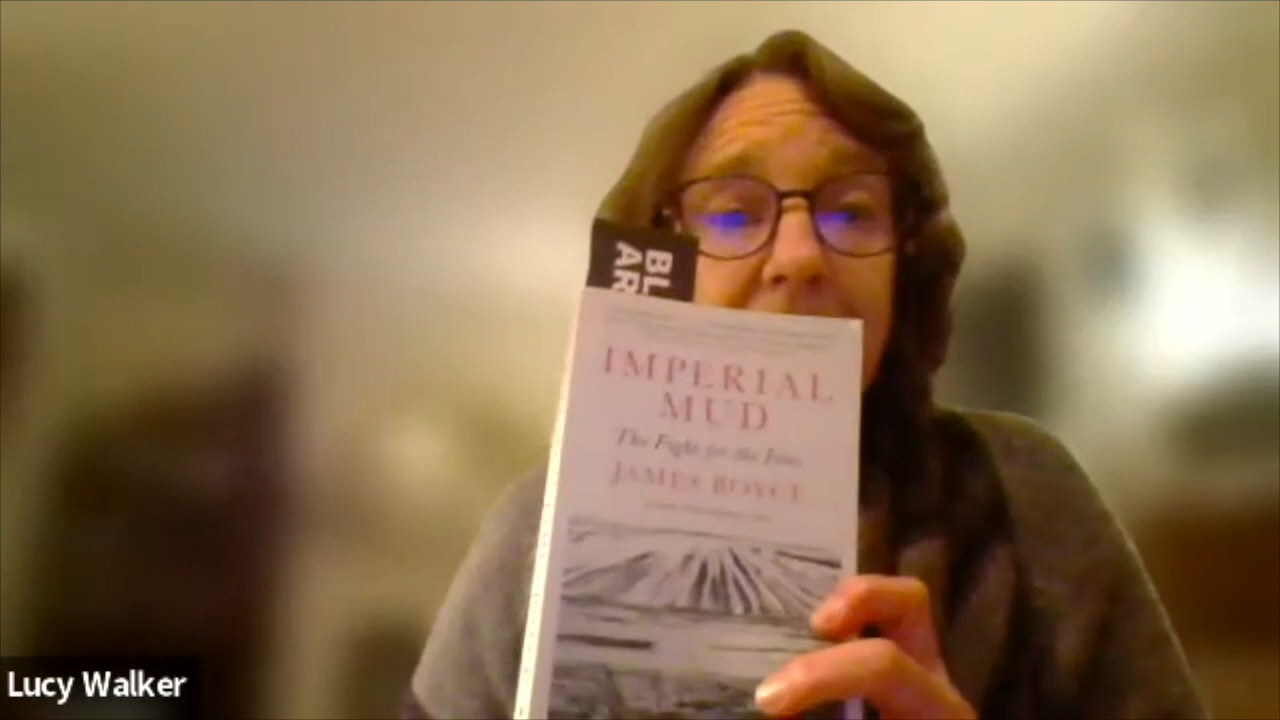 BL
AR
IMPERIAL
MUD
The Fight for the Fens
JAMES BOYCE
Lucy Walker